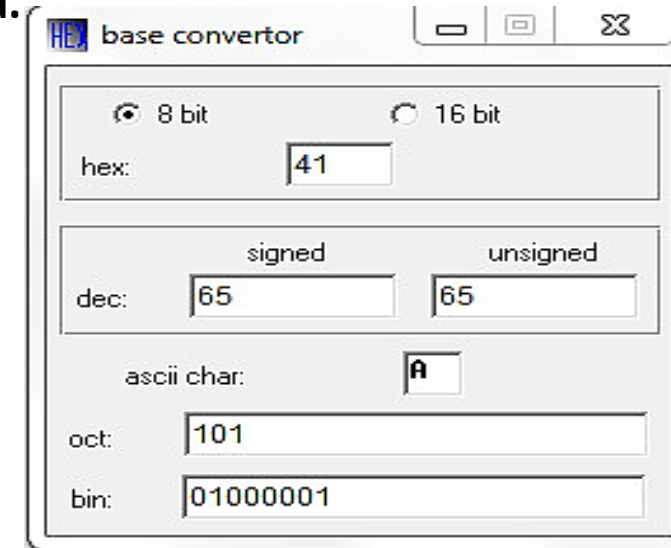 HEX base convertor
8 bit 16 bit
hex: 41
signed unsigned
dec: 65 65
ascii char: A
oct: 101
bin: 01000001